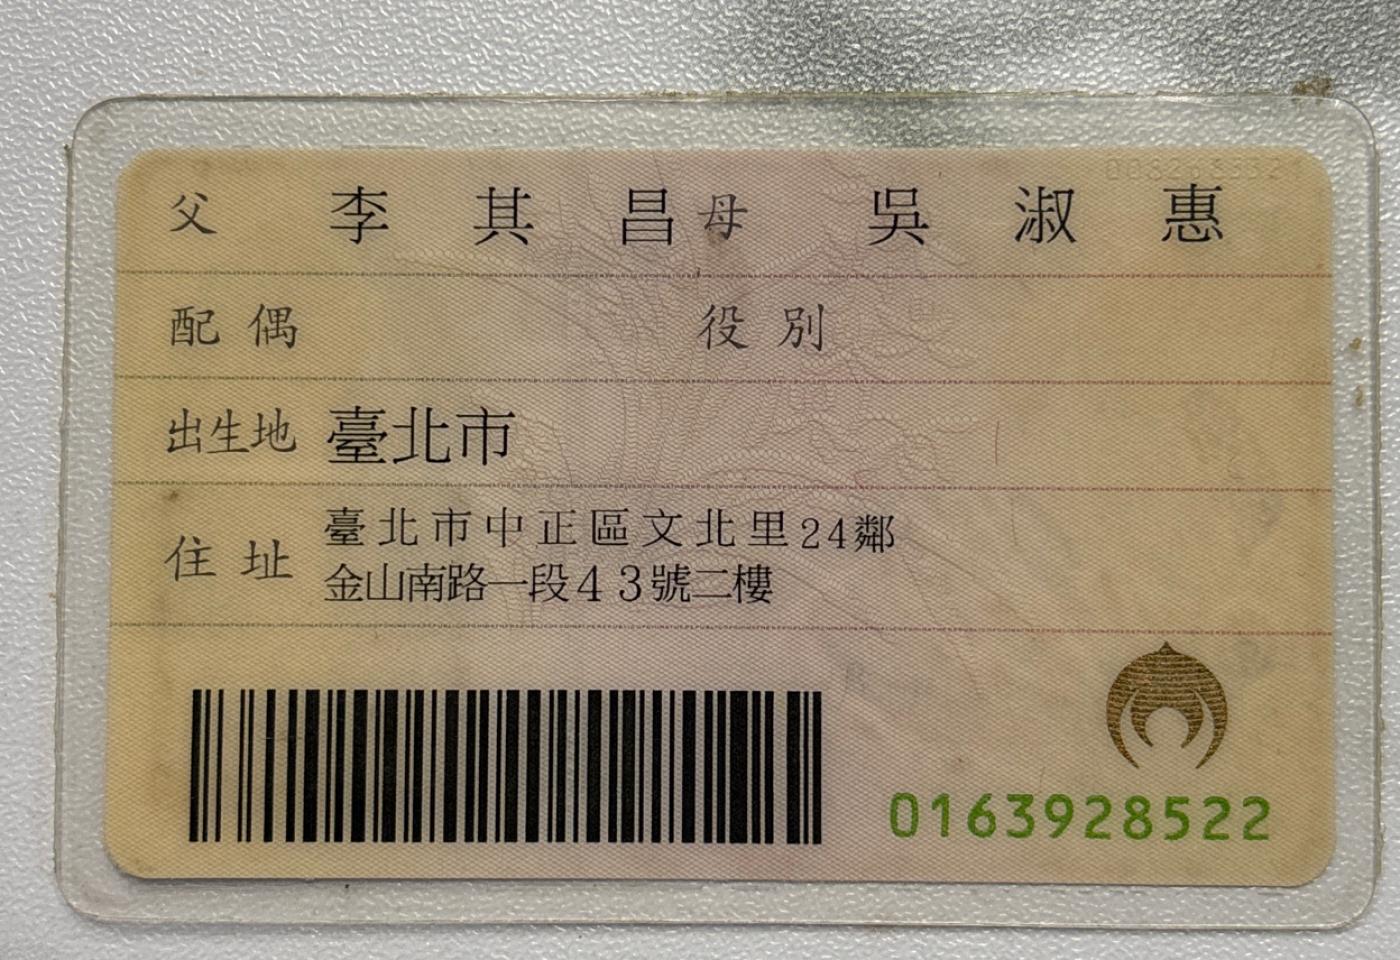 父 李其昌 母 吳淑惠
配偶 役別
出生地 臺北市
住址 臺北市中正區文北里24鄰
金山南路一段43號二樓
0163928522